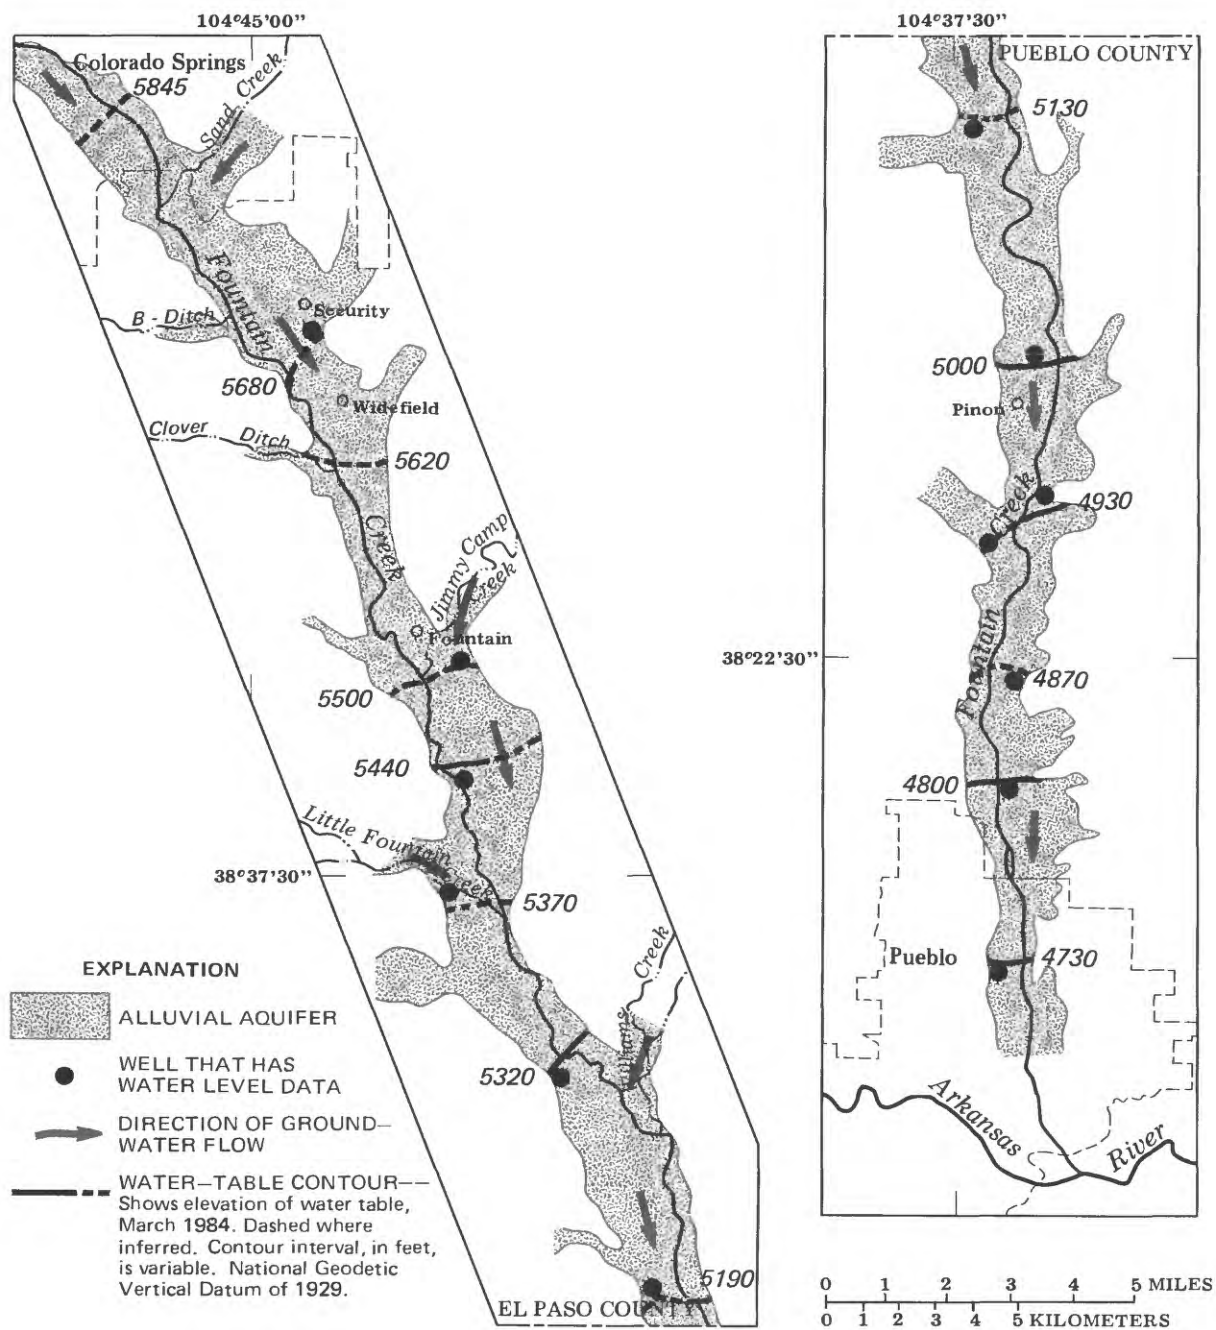 104°45'00"
Colorado Springs
5845
Sand Creek
Fountain
Security
B - Ditch
5680
Widefield
Clover Ditch
5620
Creek
Jimmy Camp
Creek
Fountain
5500
5440
Little Fountain
38°37'30"
5370
Creek
5320
5190
EL PASO COUNTY
EXPLANATION
ALLUVIAL AQUIFER
WELL THAT HAS
WATER LEVEL DATA
DIRECTION OF GROUND–
WATER FLOW
WATER–TABLE CONTOUR––
Shows elevation of water table,
March 1984. Dashed where
inferred. Contour interval, in feet,
is variable. National Geodetic
Vertical Datum of 1929.
104°37'30"
PUEBLO COUNTY
5130
5000
Pinon
Creek
4930
Fountain
38°22'30"
4870
4800
Pueblo
4730
Arkansas
River
0 1 2 3 4 5 MILES
0 1 2 3 4 5 KILOMETERS